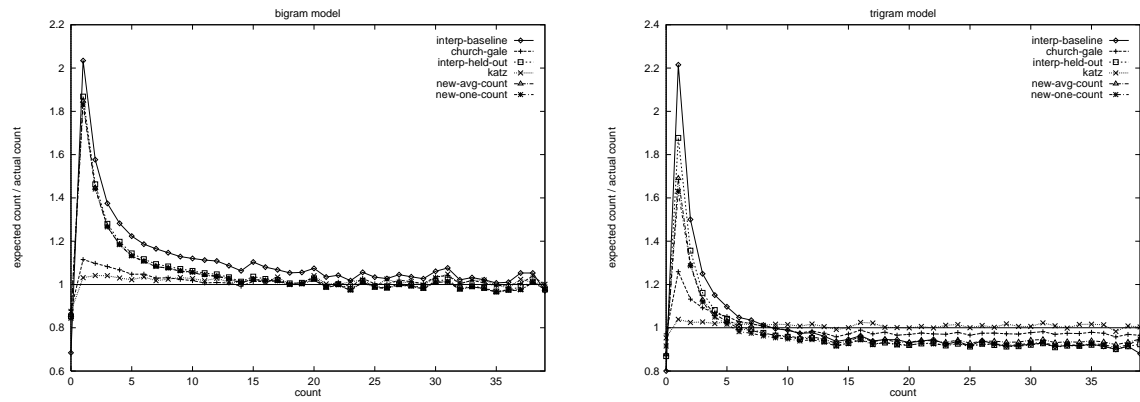 bigram model
2.2
2
1.8
1.6
1.4
1.2
1
0.8
0.6
expected count / actual count
interp-baseline
church-gale
interp-held-out
katz
new-avg-count
new-one-count
0 5 10 15 20 25 30 35
count
trigram model
2.4
2.2
2
1.8
1.6
1.4
1.2
1
0.8
expected count / actual count
interp-baseline
church-gale
interp-held-out
katz
new-avg-count
new-one-count
0 5 10 15 20 25 30 35
count